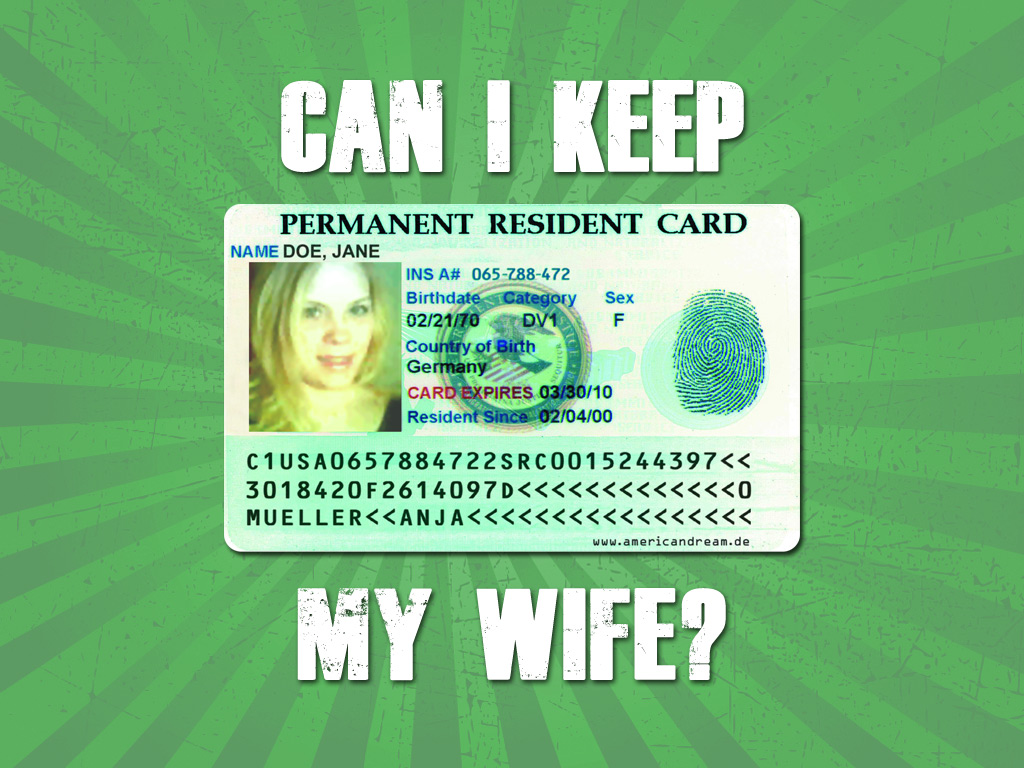 CAN I KEEP
PERMANENT RESIDENT CARD
NAME DOE, JANE
INS A# 065-788-472
Birthdate Category Sex
02/21/70 DV1 F
Country of Birth
Germany
CARD EXPIRES 03/30/10
Resident Since 02/04/00
C1USA0657884722SRC0015244397<<
3018420F2614097D<<<<<<<<<<<<<0
MUELLER<<ANJA<<<<<<<<<<<<<<<<<
www.americandream.de
MY WIFE?